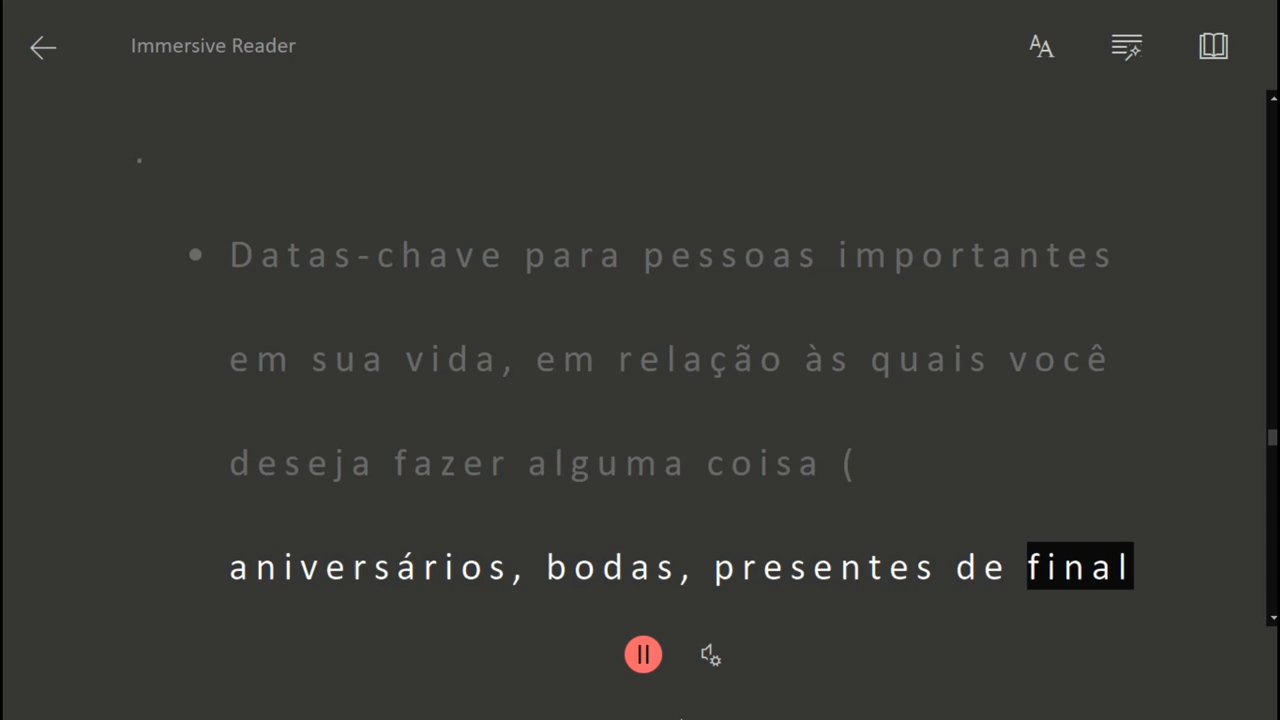 Immersive Reader
.
• Datas-chave para pessoas importantes
em sua vida, em relação às quais você
deseja fazer alguma coisa (
aniversários, bodas, presentes de final